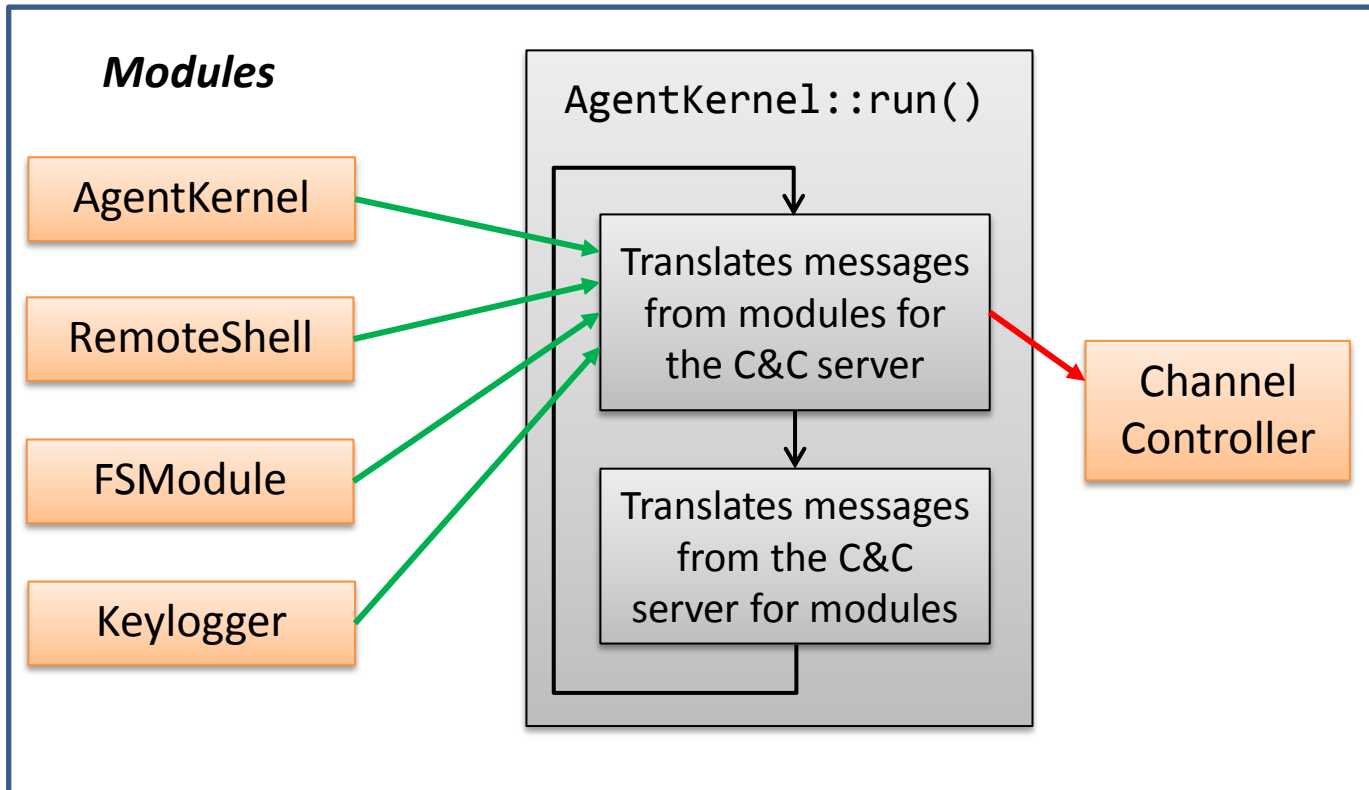 Modules
AgentKernel::run()
AgentKernel
RemoteShell
FSModule
Keylogger
Translates messages
from modules for
the C&C server
Translates messages
from the C&C
server for modules
Channel
Controller